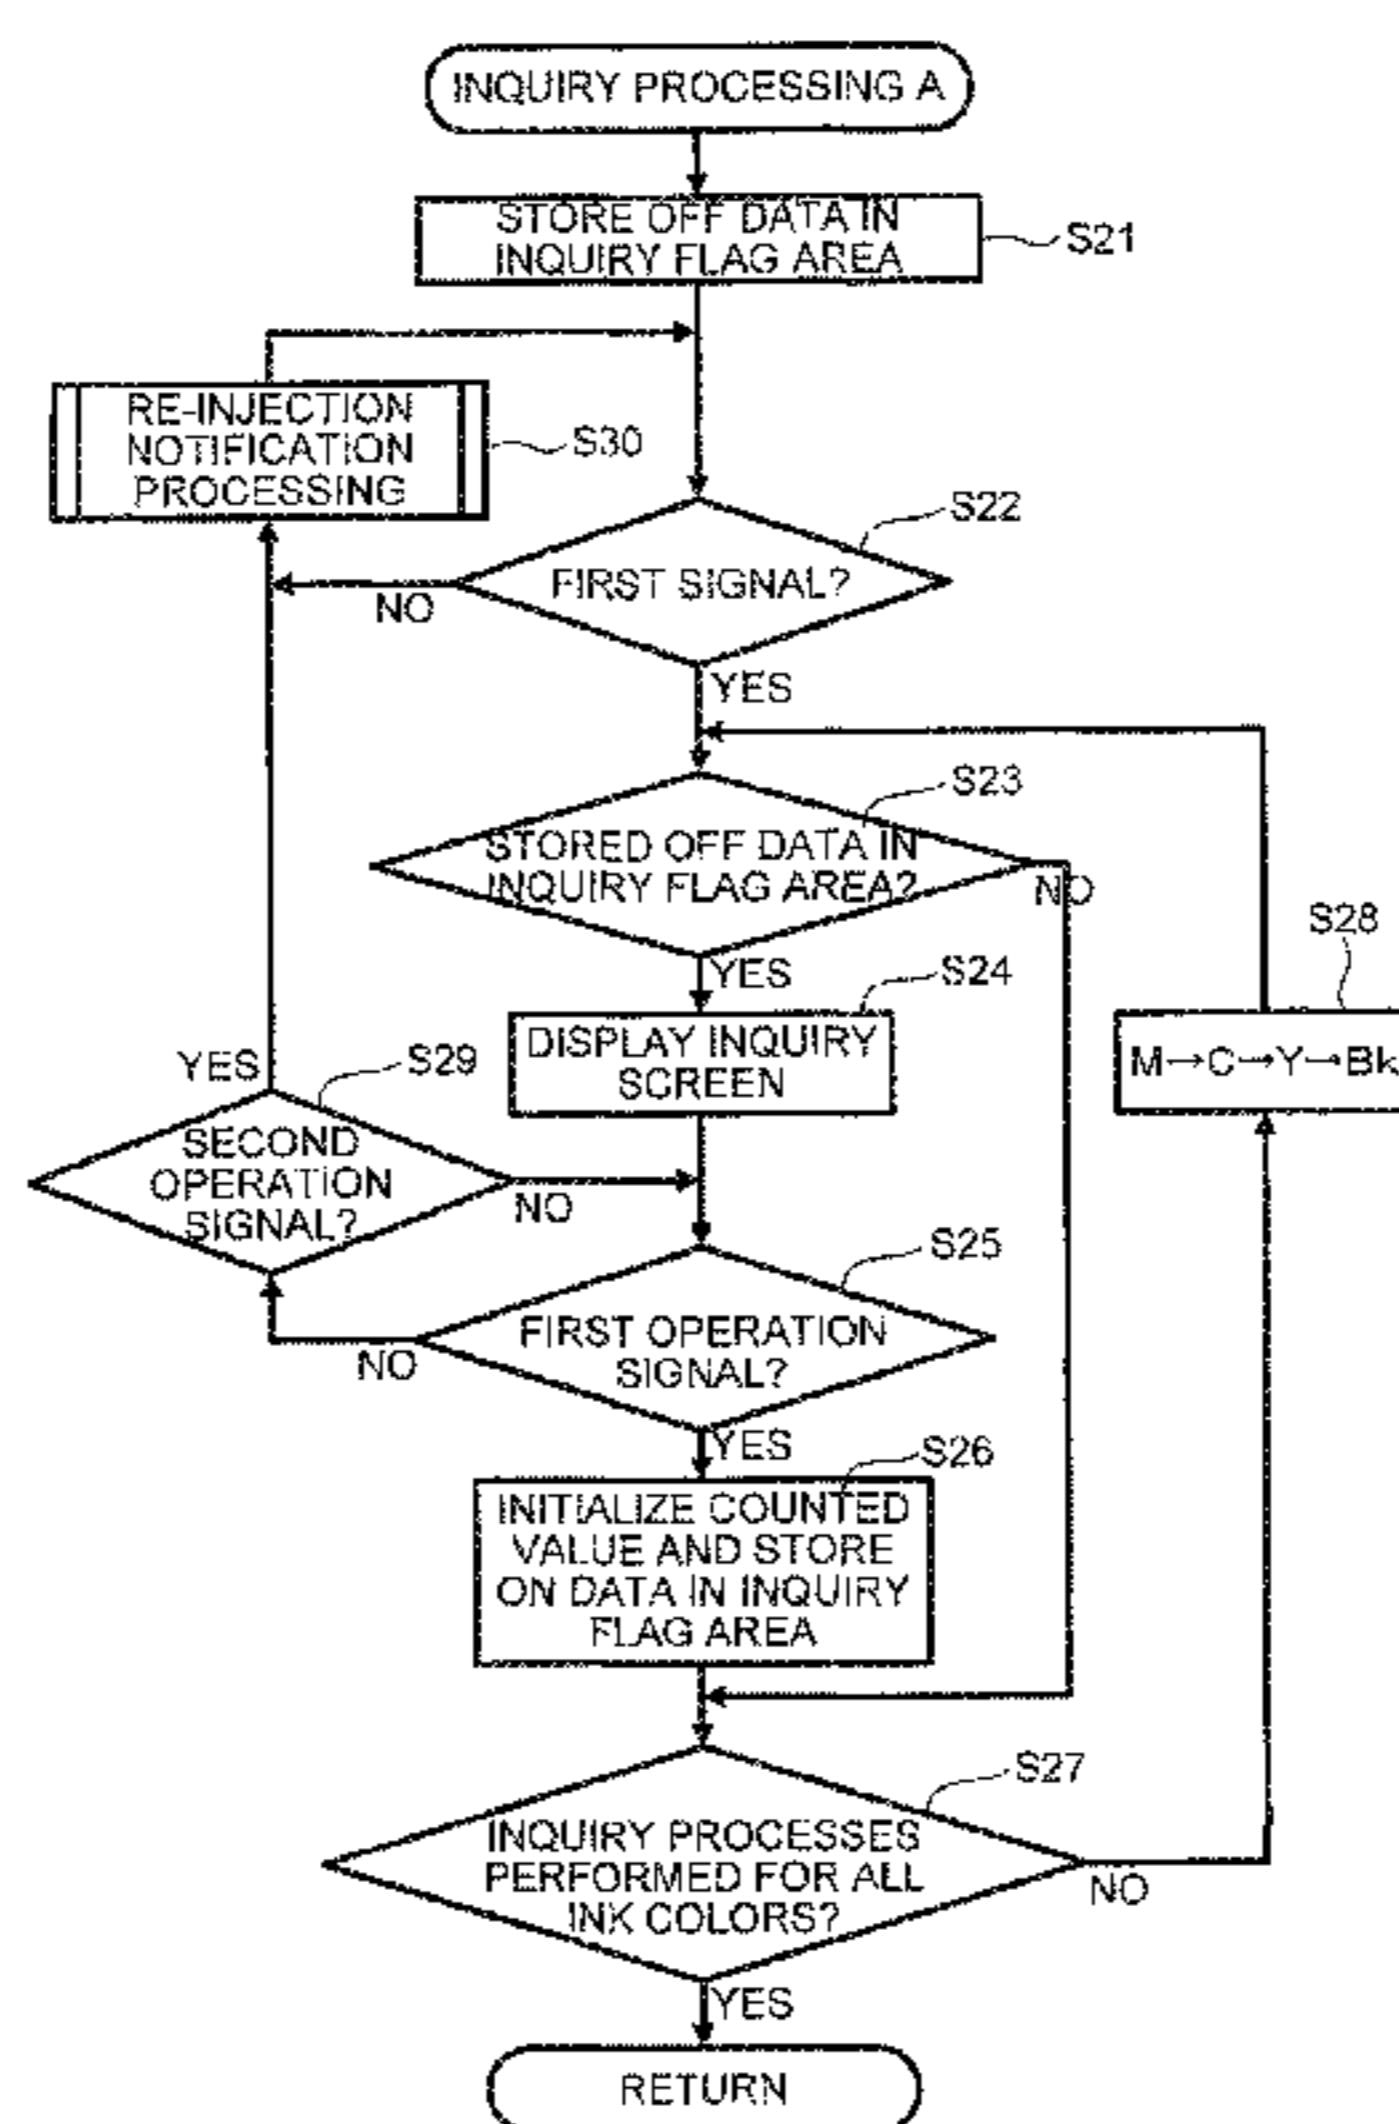 INQUIRY PROCESSING A
STORE OFF DATA IN
INQUIRY FLAG AREA
S21
RE-INJECTION
NOTIFICATION
PROCESSING
S30
S22
FIRST SIGNAL?
NO
YES
S23
STORED OFF DATA IN
INQUIRY FLAG AREA?
NO
YES
S24
S28
DISPLAY INQUIRY
SCREEN
M→C→Y→Bk
YES
S29
SECOND
OPERATION
SIGNAL?
NO
S25
FIRST OPERATION
SIGNAL?
NO
YES
S26
INITIALIZE COUNTED
VALUE AND STORE
ON DATA IN INQUIRY
FLAG AREA
S27
INQUIRY PROCESSES
PERFORMED FOR ALL
INK COLORS?
NO
YES
RETURN